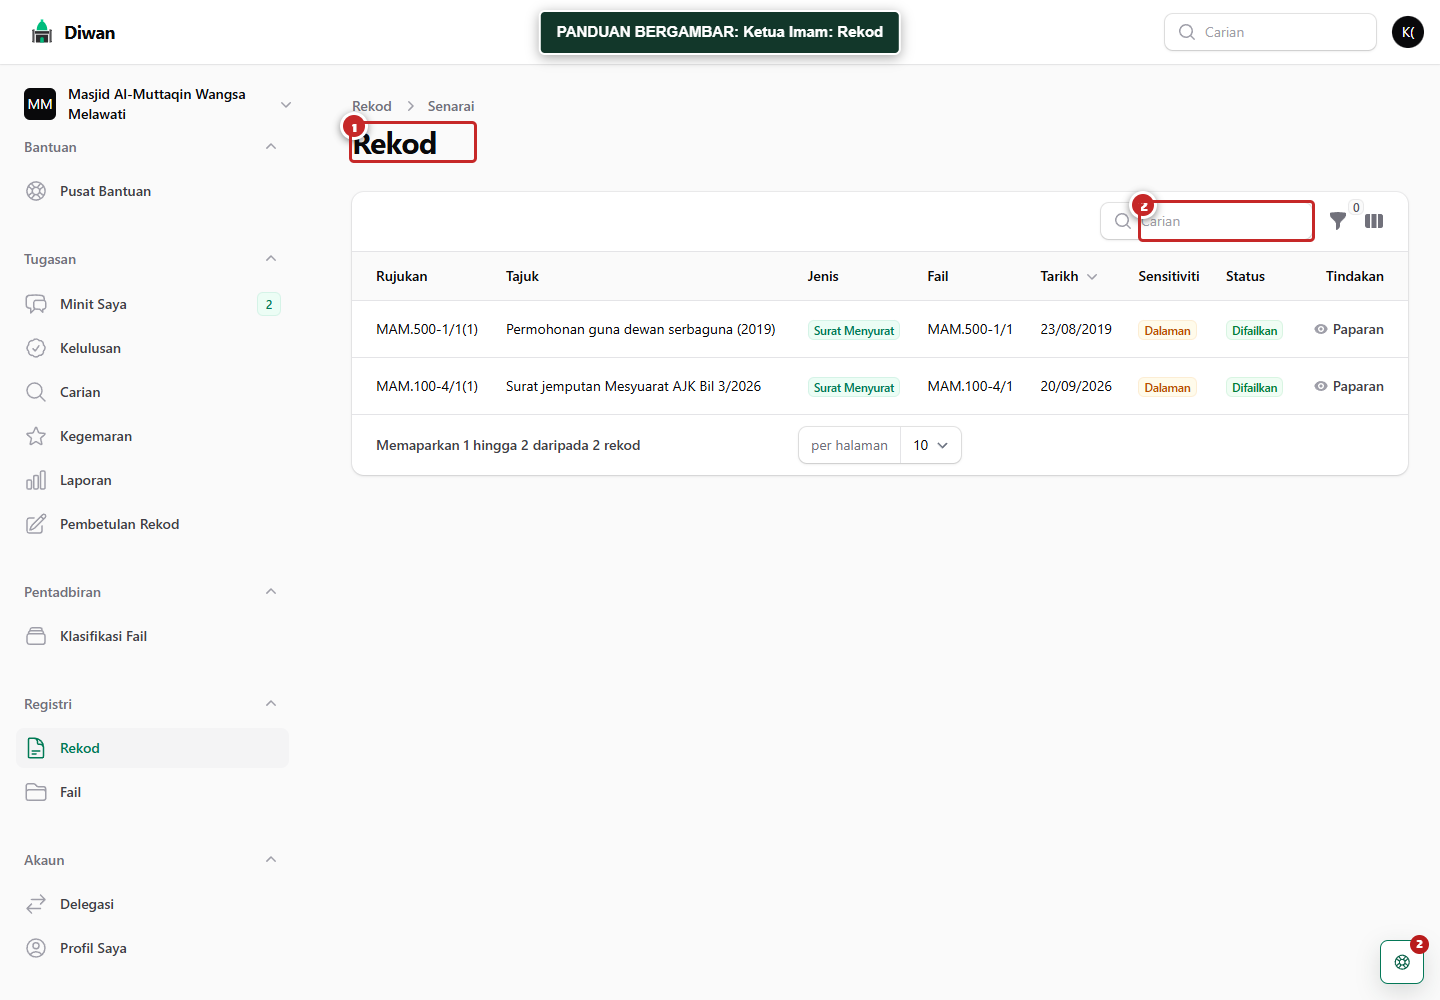 Diwan
PANDUAN BERGAMBAR: Ketua Imam: Rekod
Carian
K(
MM
Masjid Al-Muttaqin Wangsa
Melawati
Bantuan
Pusat Bantuan
Tugasan
Minit Saya
2
Kelulusan
Carian
Kegemaran
Laporan
Pembetulan Rekod
Pentadbiran
Klasifikasi Fail
Registri
Rekod
Fail
Akaun
Delegasi
Profil Saya
Rekod > Senarai
1
Rekod
2
Carian
0
Rujukan Tajuk Jenis Fail Tarikh Sensitiviti Status Tindakan
MAM.500-1/1(1) Permohonan guna dewan serbaguna (2019) Surat Menyurat MAM.500-1/1 23/08/2019 Dalaman Difailkan Paparan
MAM.100-4/1(1) Surat jemputan Mesyuarat AJK Bil 3/2026 Surat Menyurat MAM.100-4/1 20/09/2026 Dalaman Difailkan Paparan
Memaparkan 1 hingga 2 daripada 2 rekod
per halaman 10
2